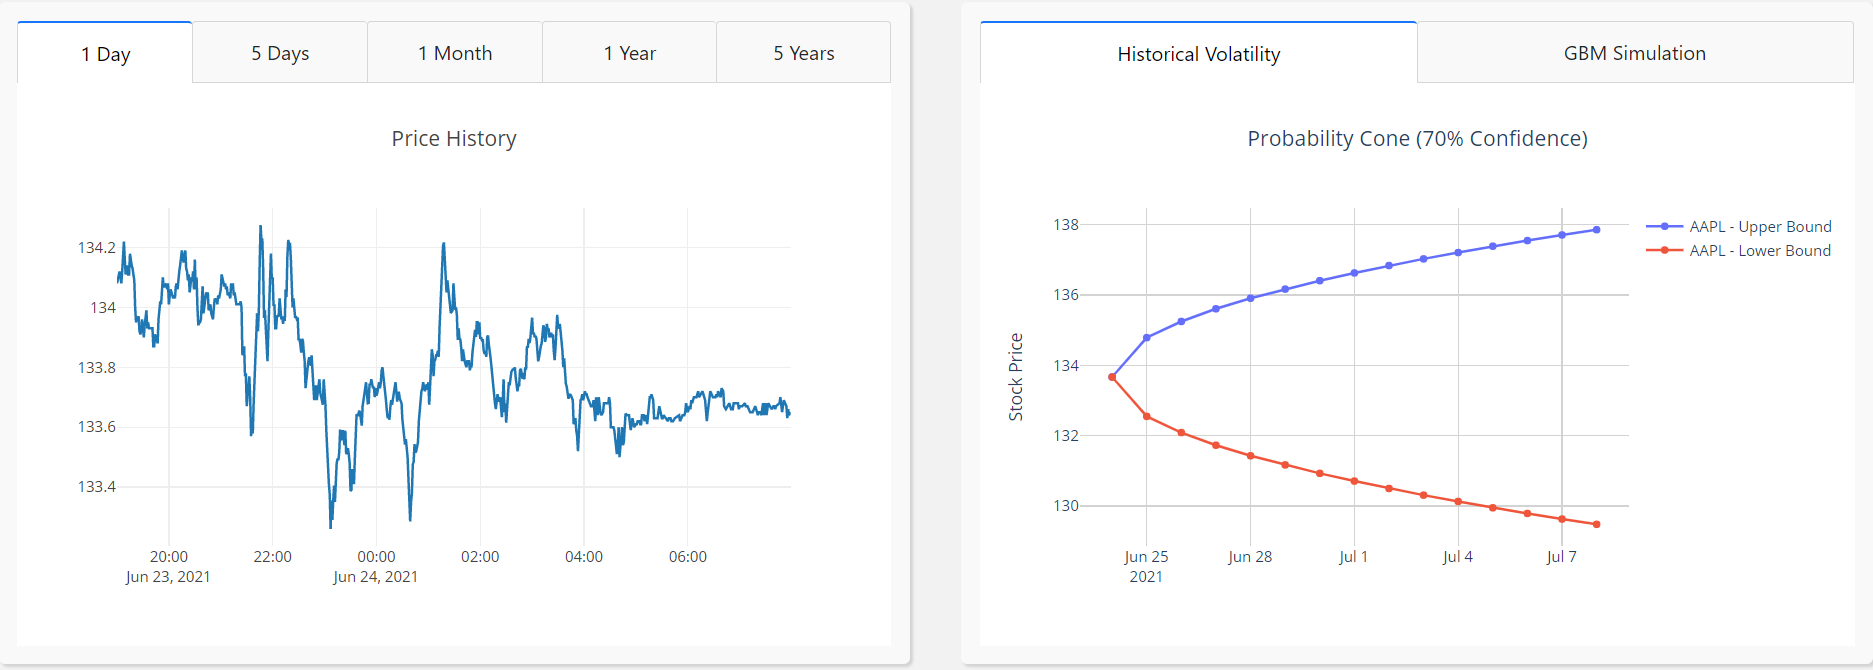 1 Day
5 Days
1 Month
1 Year
5 Years
Price History
134.2
134
133.8
133.6
133.4
20:00
22:00
00:00
02:00
04:00
06:00
Jun 23, 2021
Jun 24, 2021
Historical Volatility
GBM Simulation
Probability Cone (70% Confidence)
Stock Price
138
136
134
132
130
Jun 25
Jun 28
Jul 1
Jul 4
Jul 7
2021
AAPL - Upper Bound
AAPL - Lower Bound